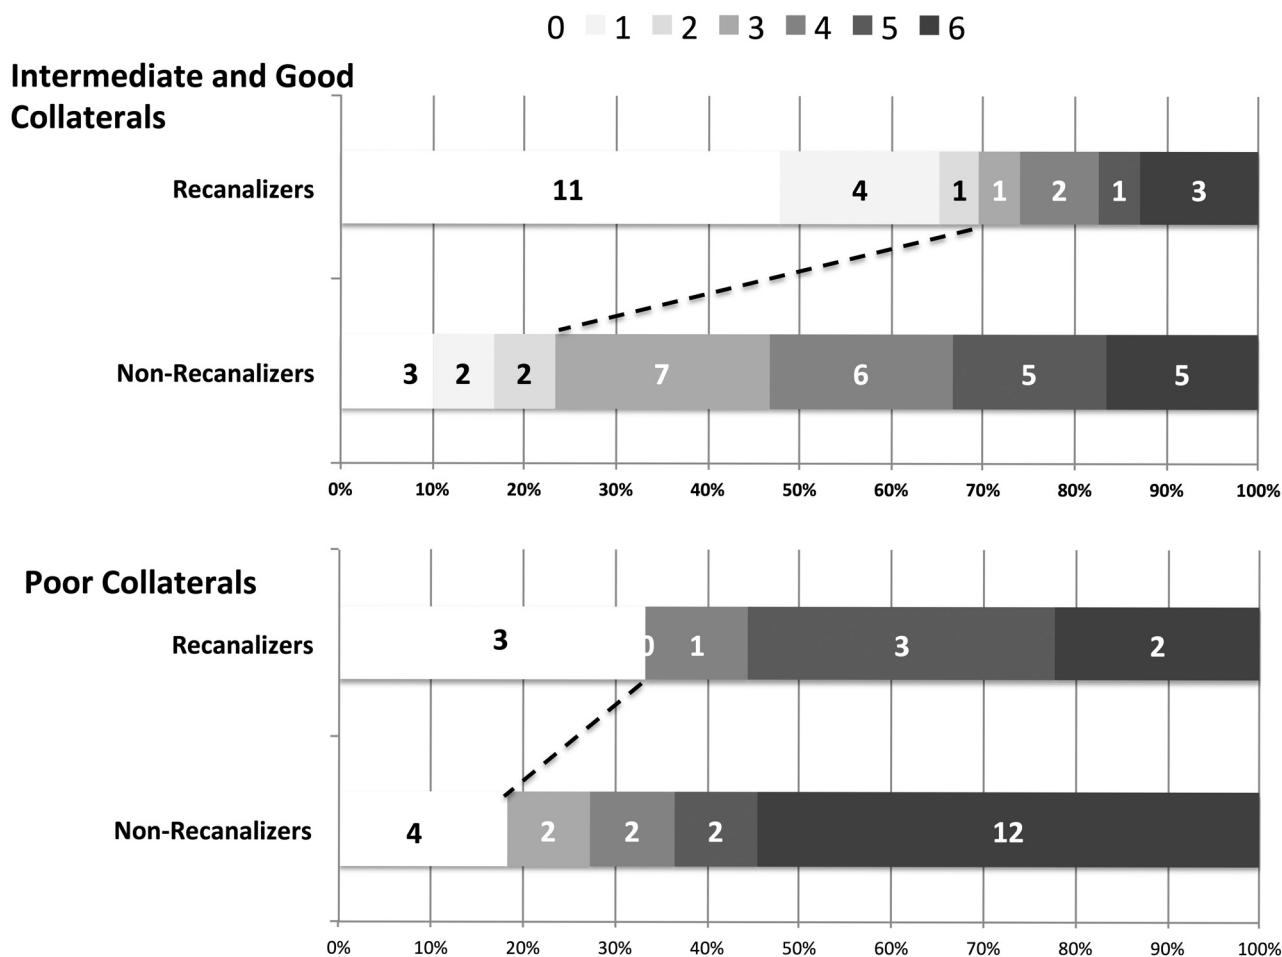 0 1 2 3 4 5 6
Intermediate and Good
Collaterals
Recanalizers 11 4 1 1 2 1 3
Non-Recanalizers 3 2 2 7 6 5 5
0% 10% 20% 30% 40% 50% 60% 70% 80% 90% 100%
Poor Collaterals
Recanalizers 3 0 1 3 2
Non-Recanalizers 4 2 2 2 12
0% 10% 20% 30% 40% 50% 60% 70% 80% 90% 100%